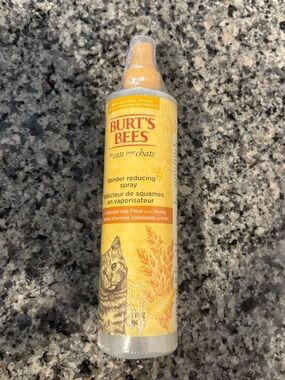 BURT'S
BEES
for cats pour chats
dander reducing
spray
réducteur de squames
en vaporisateur
Colloidal Oat Flour and Honey